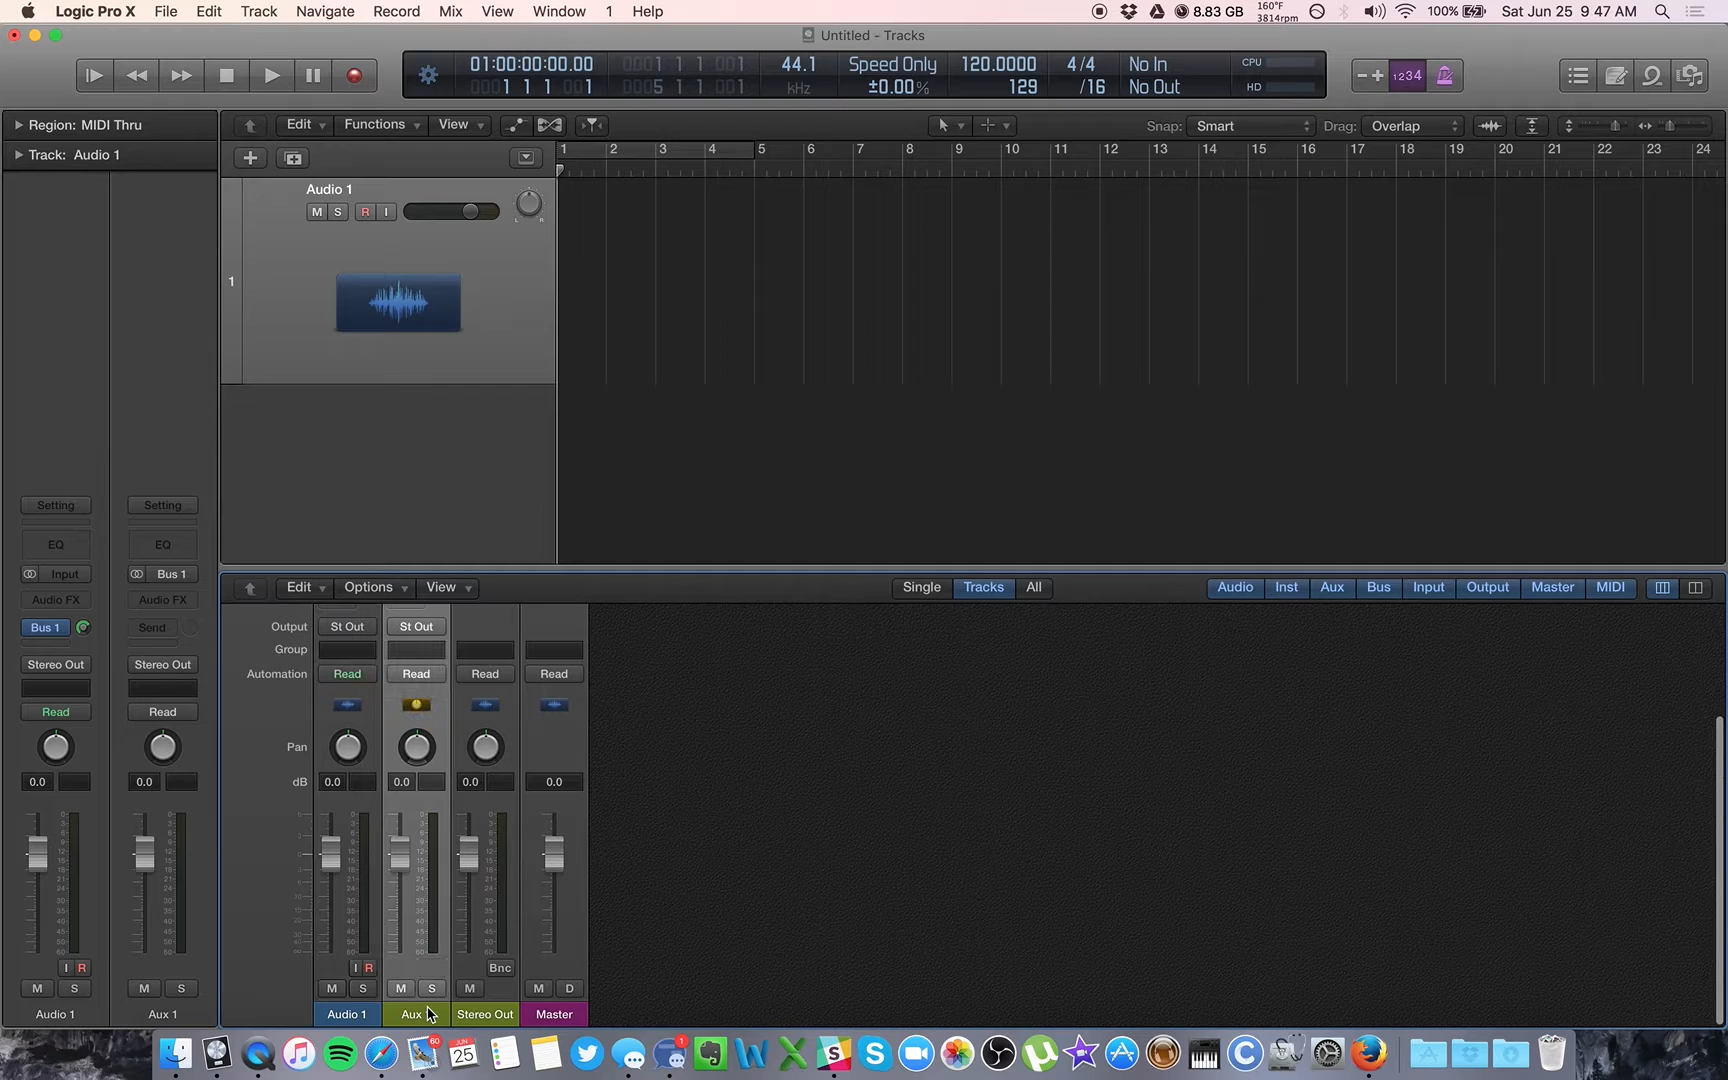 Logic Pro X File Edit Track Navigate Record Mix View Window 1 Help 8.83 GB 160°F 3814rpm 100% Sat Jun 25 9:47 AM
Untitled - Tracks
01:00:00:00.00 0001 1 1 001 44.1 Speed Only 120.0000 4/4 No In CPU
0001 1 1 001 0005 1 1 001 kHz ±0.00% 129 /16 No Out HD
1234
Region: MIDI Thru Edit Functions View Snap: Smart Drag: Overlap
Track: Audio 1
1 2 3 4 5 6 7 8 9 10 11 12 13 14 15 16 17 18 19 20 21 22 23 24
Audio 1
M S R I L R
1
Setting Setting
EQ EQ
Input Bus 1
Audio FX Audio FX
Bus 1 Send
Stereo Out Stereo Out
Read Read
0.0 0.0
I R
M S M S
Audio 1 Aux 1
Edit Options View Single Tracks All Audio Inst Aux Bus Input Output Master MIDI
Output St Out St Out
Group
Automation Read Read Read Read
Pan
dB 0.0 0.0 0.0 0.0
I R Bnc
M S M S M M D
Audio 1 Aux Stereo Out Master
60 JUN 25 1